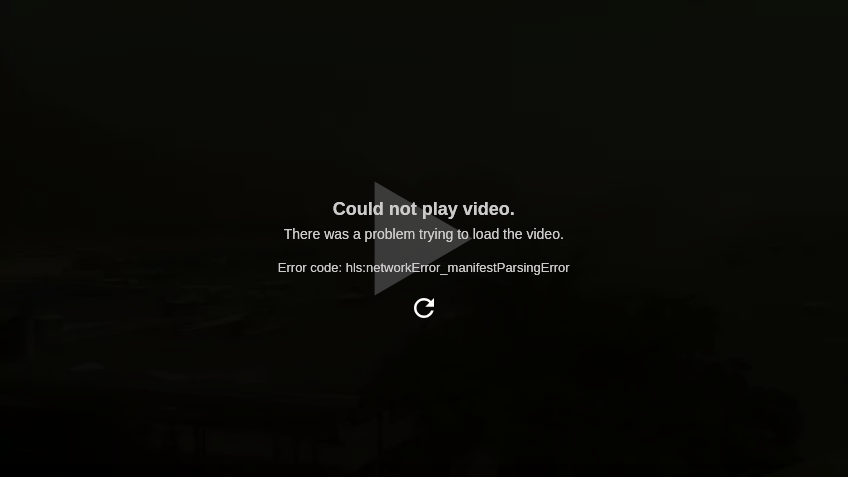 Could not play video.
There was a problem trying to load the video.
Error code: hls:networkError_manifestParsingError